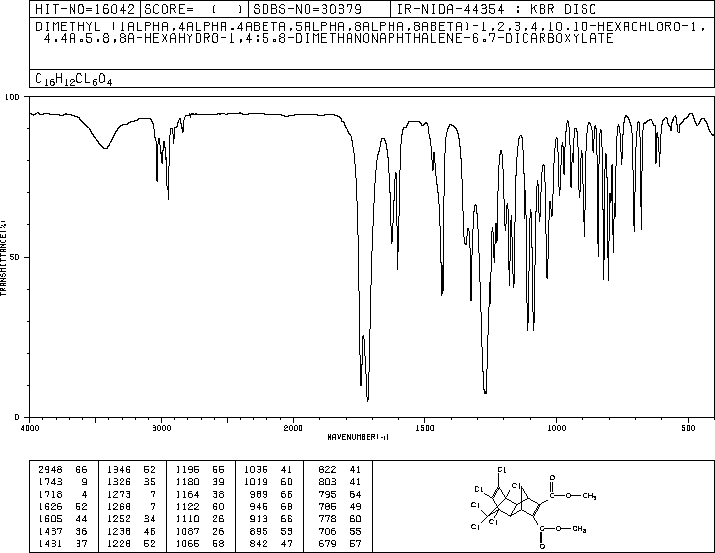 HIT-NO=16042 SCORE= ( ) SDBS-NO=30379 IR-NIDA-44354 : KBR DISC
DIMETHYL (1ALPHA,4ALPHA,4ABETA,5ALPHA,8ALPHA,8ABETA)-1,2,3,4,10,10-HEXACHLORO-1,
4,4A,5,8,8A-HEXAHYDRO-1,4:5,8-DIMETHANONAPHTHALENE-6,7-DICARBOXYLATE
C16H12CL6O4
100
TRANSMITTANCE(%)
50
0
4000 3000 2000 1500 1000 500
WAVENUMBER(-1)
2948 66 1346 52 1195 55 1036 41 822 41
1743 9 1326 35 1180 39 1019 60 803 41
1718 4 1273 7 1164 38 989 66 795 54
1626 52 1268 7 1122 60 946 68 786 49
1605 44 1252 34 1110 26 913 66 778 60
1437 36 1238 46 1087 26 895 55 706 55
1431 37 1228 52 1066 58 842 47 679 57
Cl
Cl Cl O
C O CH3
Cl
Cl Cl
C O CH3
O